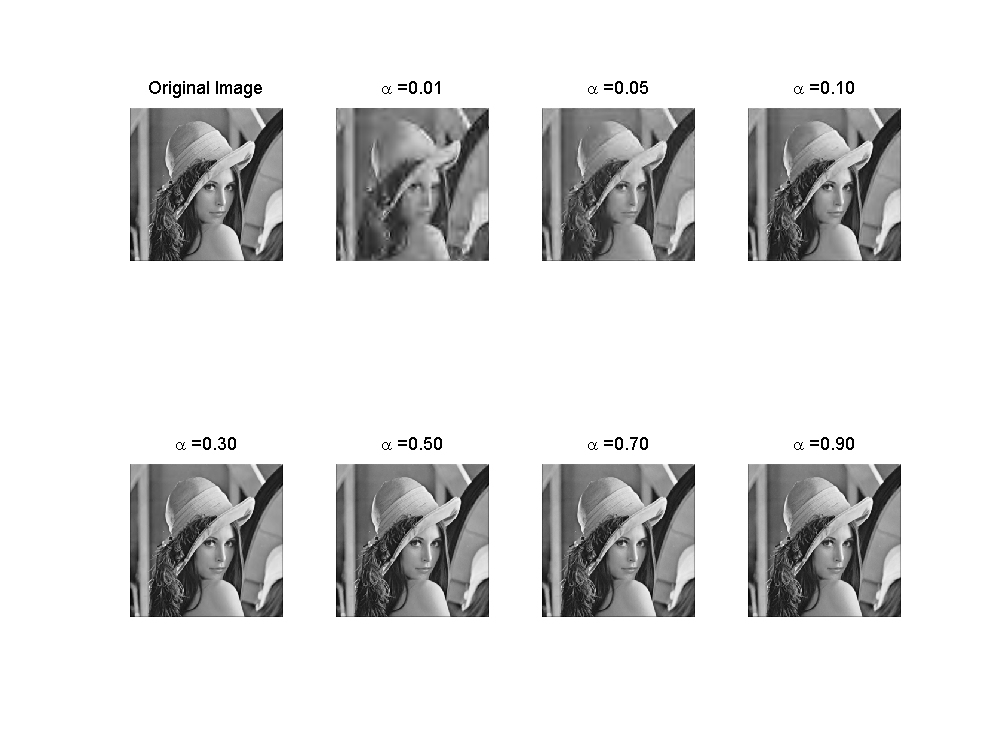 Original Image
α =0.01
α =0.05
α =0.10
α =0.30
α =0.50
α =0.70
α =0.90